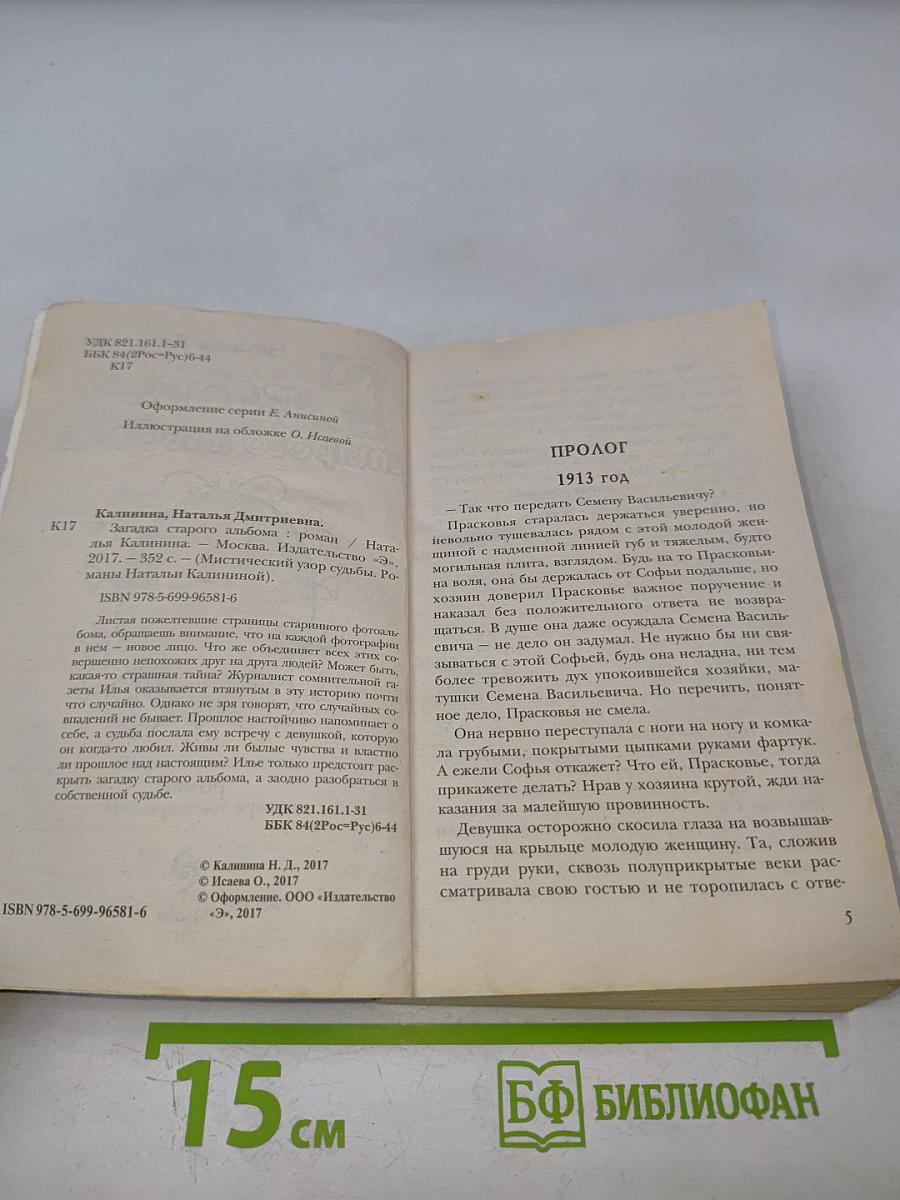 УДК 821.161.1–31
ББК 84(2Рос=Рус)6-44
К17
Оформление серии Е. Анисиной
Иллюстрация на обложке О. Исаевой
Калинина, Наталья Дмитриевна.
К17 Загадка старого альбома : роман / Ната-
лья Калинина. — Москва. Издательство «Э»,
2017. — 352 с. — (Мистический узор судьбы. Ро-
маны Натальи Калининой).
ISBN 978-5-699-96581-6
Листая пожелтевшие страницы старинного фотоаль-
бома, обращаешь внимание, что на каждой фотографии
в нем — новое лицо. Что же объединяет всех этих со-
вершенно непохожих друг на друга людей? Может быть,
какая-то страшная тайна? Журналист сомнительной га-
зеты Илья оказывается втянутым в эту историю почти
что случайно. Однако не зря говорят, что случайных со-
впадений не бывает. Прошлое настойчиво напоминает о
себе, а судьба послала ему встречу с девушкой, которую
он когда-то любил. Живы ли былые чувства и властно
ли прошлое над настоящим? Илье только предстоит рас-
крыть загадку старого альбома, а заодно разобраться в
собственной судьбе.
УДК 821.161.1-31
ББК 84(2Рос=Рус)6-44
© Калинина Н. Д., 2017
© Исаева О., 2017
© Оформление. ООО «Издательство
«Э», 2017
ISBN 978-5-699-96581-6
ПРОЛОГ
1913 год
— Так что передать Семену Васильевичу?
Прасковья старалась держаться уверенно, но
невольно тушевалась рядом с этой молодой жен-
щиной с надменной линией губ и тяжелым, будто
могильная плита, взглядом. Будь на то Прасковьи-
на воля, она бы держалась от Софьи подальше, но
хозяин доверил Прасковье важное поручение и
наказал без положительного ответа не возвра-
щаться. В душе она даже осуждала Семена Василь-
евича — не дело он задумал. Не нужно бы ни свя-
зываться с этой Софьей, будь она неладна, ни тем
более тревожить дух упокоившейся хозяйки, ма-
тушки Семена Васильевича. Но перечить, понят-
ное дело, Прасковья не смела.
Она нервно переступала с ноги на ногу и комка-
ла грубыми, покрытыми цыпками руками фартук.
А ежели Софья откажет? Что ей, Прасковье, тогда
прикажете делать? Нрав у хозяина крутой, жди на-
казания за малейшую провинность.
Девушка осторожно скосила глаза на возвышав-
шуюся на крыльце молодую женщину. Та, сложив
на груди руки, сквозь полуприкрытые веки рас-
сматривала свою гостью и не торопилась с отве-
5
15 см
БФ БИБЛИОФАН